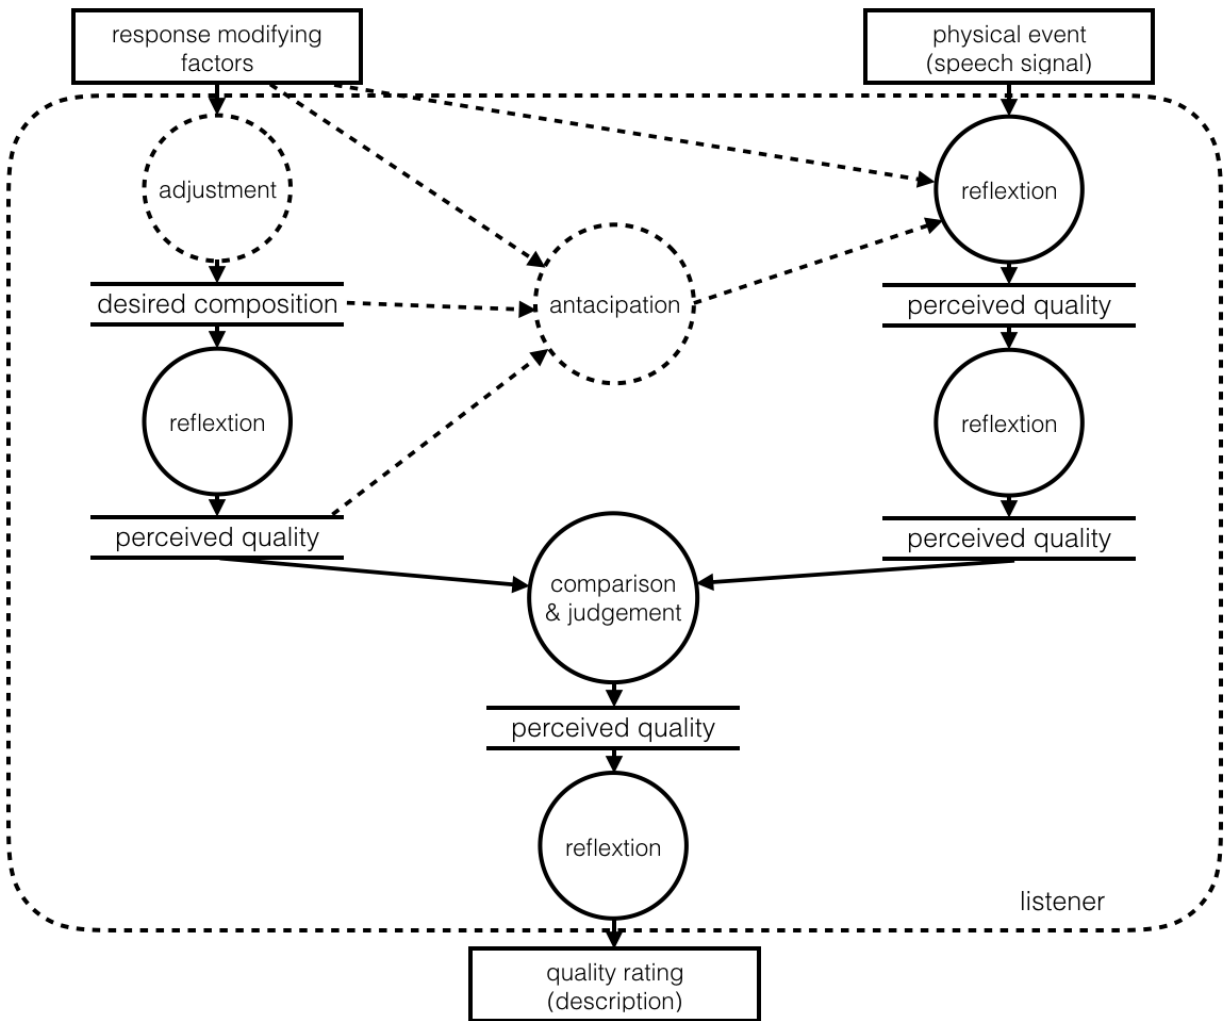 response modifying
factors
physical event
(speech signal)
adjustment
reflextion
desired composition
antacipation
perceived quality
reflextion
reflextion
perceived quality
perceived quality
comparison
& judgement
perceived quality
reflextion
listener
quality rating
(description)